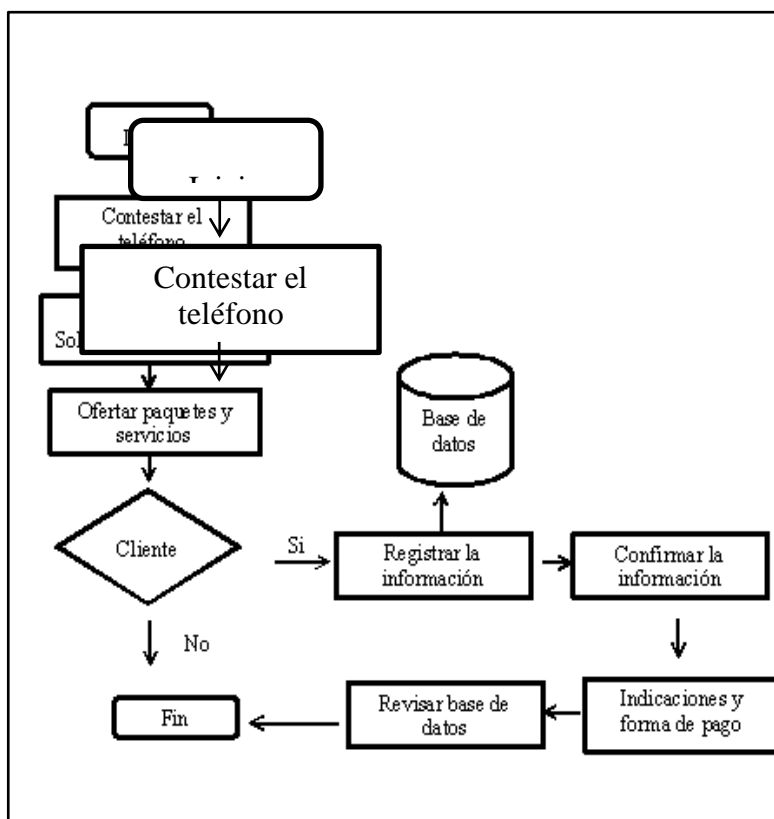 Contestar el
teléfono
Contestar el
teléfono
Ofertar paquetes y
servicios
Base de
datos
Cliente
Si
Registrar la
información
Confirmar la
información
No
Fin
Revisar base de
datos
Indicaciones y
forma de pago